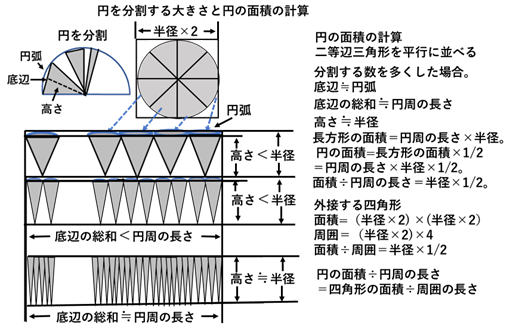 円を分割する大きさと円の面積の計算
円を分割
半径×2
円弧
底辺
高さ
円弧
高さ＜半径
高さ＜半径
底辺の総和＜円周の長さ
高さ≒半径
底辺の総和≒円周の長さ
円の面積の計算
二等辺三角形を平行に並べる
分割する数を多くした場合。
底辺≒円弧
底辺の総和≒円周の長さ
高さ≒半径
長方形の面積＝円周の長さ×半径。
円の面積=長方形の面積×1/2
＝円周の長さ×半径×1/2。
面積÷円周の長さ＝半径×1/2。
外接する四角形
面積＝（半径×2）×(半径×2)
周囲＝（半径×2)×4
面積÷周囲＝半径×1/2
円の面積÷円周の長さ
＝四角形の面積÷周囲の長さ